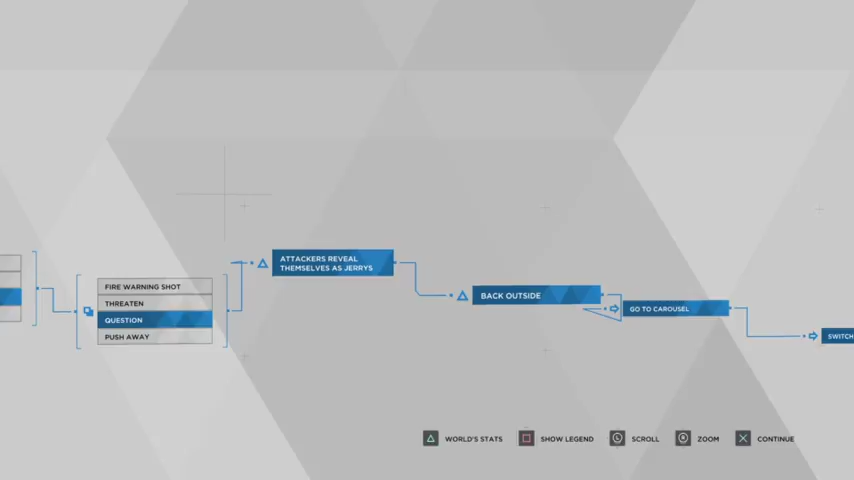 FIRE WARNING SHOT
THREATEN
QUESTION
PUSH AWAY
ATTACKERS REVEAL
THEMSELVES AS JERRYS
BACK OUTSIDE
GO TO CAROUSEL
SWITCH
WORLD'S STATS
SHOW LEGEND
L
SCROLL
R
ZOOM
CONTINUE